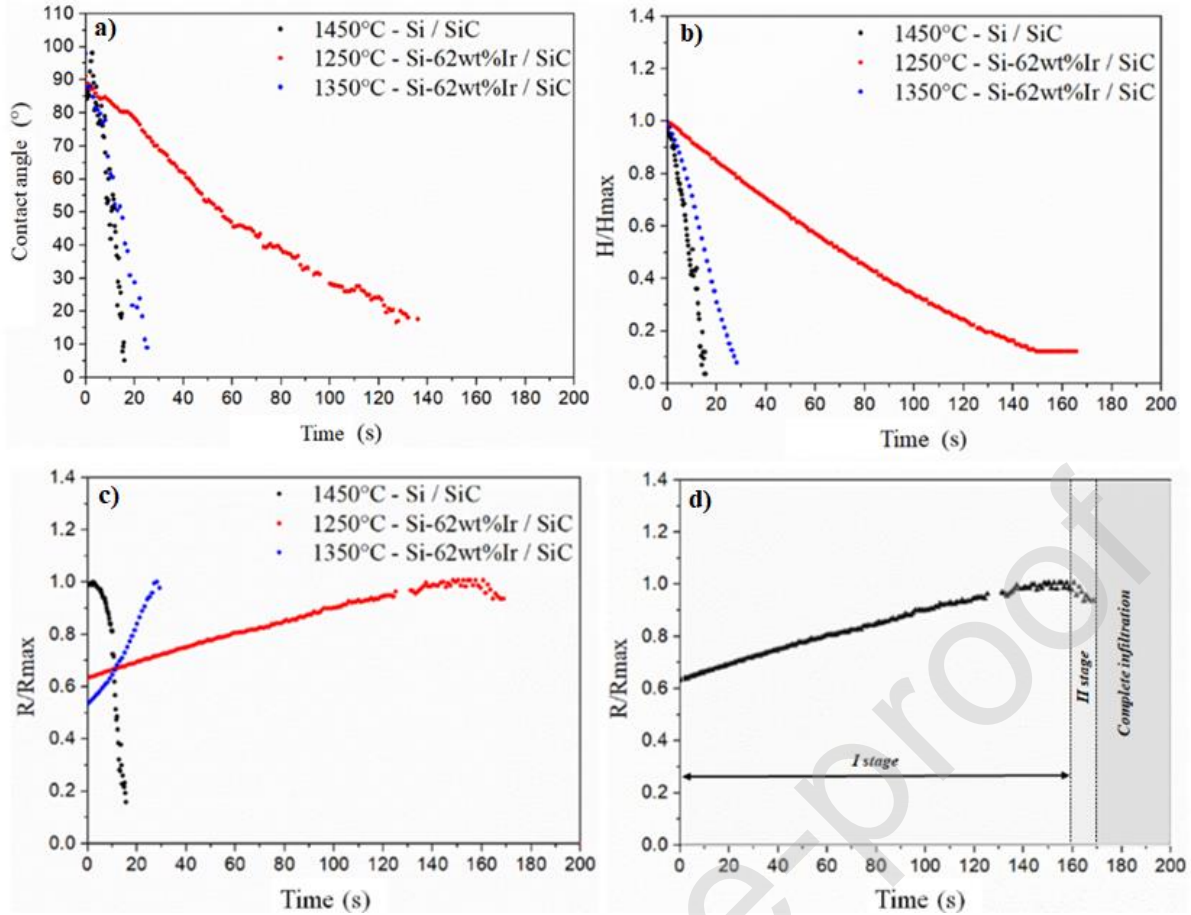 a)
1450°C - Si / SiC
1250°C - Si-62wt%Ir / SiC
1350°C - Si-62wt%Ir / SiC
Contact angle (°)
110
100
90
80
70
60
50
40
30
20
10
0
0 20 40 60 80 100 120 140 160 180 200
Time (s)
b)
1450°C - Si / SiC
1250°C - Si-62wt%Ir / SiC
1350°C - Si-62wt%Ir / SiC
H/Hmax
1.4
1.2
1.0
0.8
0.6
0.4
0.2
0.0
0 20 40 60 80 100 120 140 160 180 200
Time (s)
c)
1450°C - Si / SiC
1250°C - Si-62wt%Ir / SiC
1350°C - Si-62wt%Ir / SiC
R/Rmax
1.4
1.2
1.0
0.8
0.6
0.4
0.2
0.0
0 20 40 60 80 100 120 140 160 180 200
Time (s)
d)
R/Rmax
1.4
1.2
1.0
0.8
0.6
0.4
0.2
0.0
I stage
II stage
Complete infiltration
0 20 40 60 80 100 120 140 160 180 200
Time (s)
e-proof